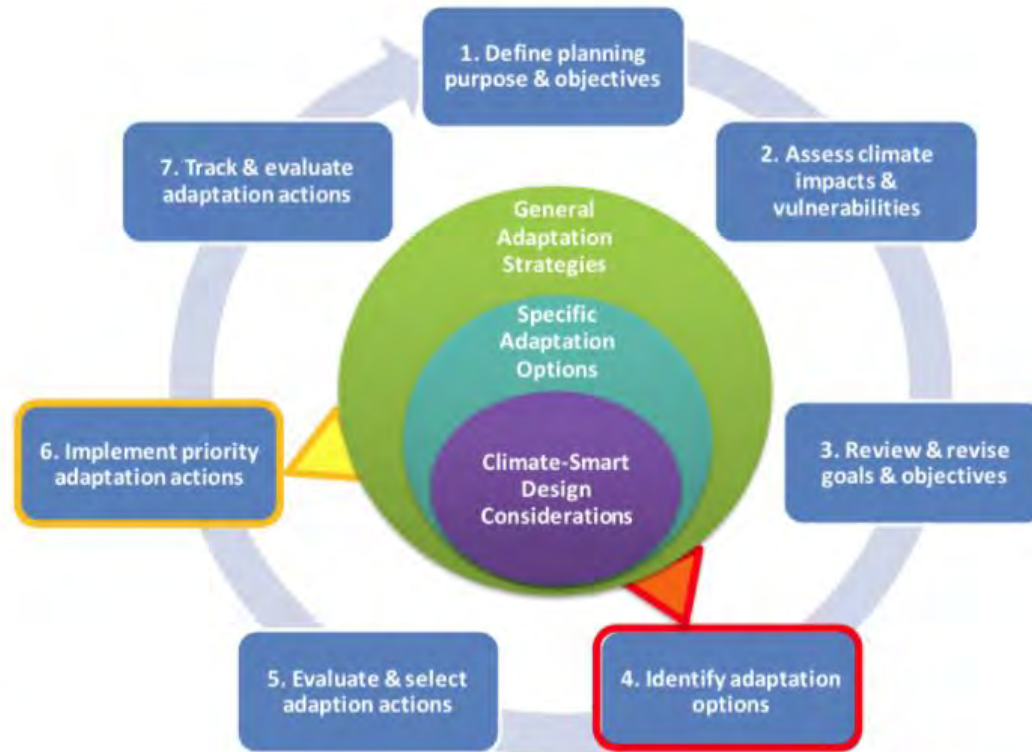 1. Define planning
purpose & objectives
2. Assess climate
impacts &
vulnerabilities
3. Review & revise
goals & objectives
4. Identify adaptation
options
5. Evaluate & select
adaption actions
6. Implement priority
adaptation actions
7. Track & evaluate
adaptation actions
General
Adaptation
Strategies
Specific
Adaptation
Options
Climate-Smart
Design
Considerations